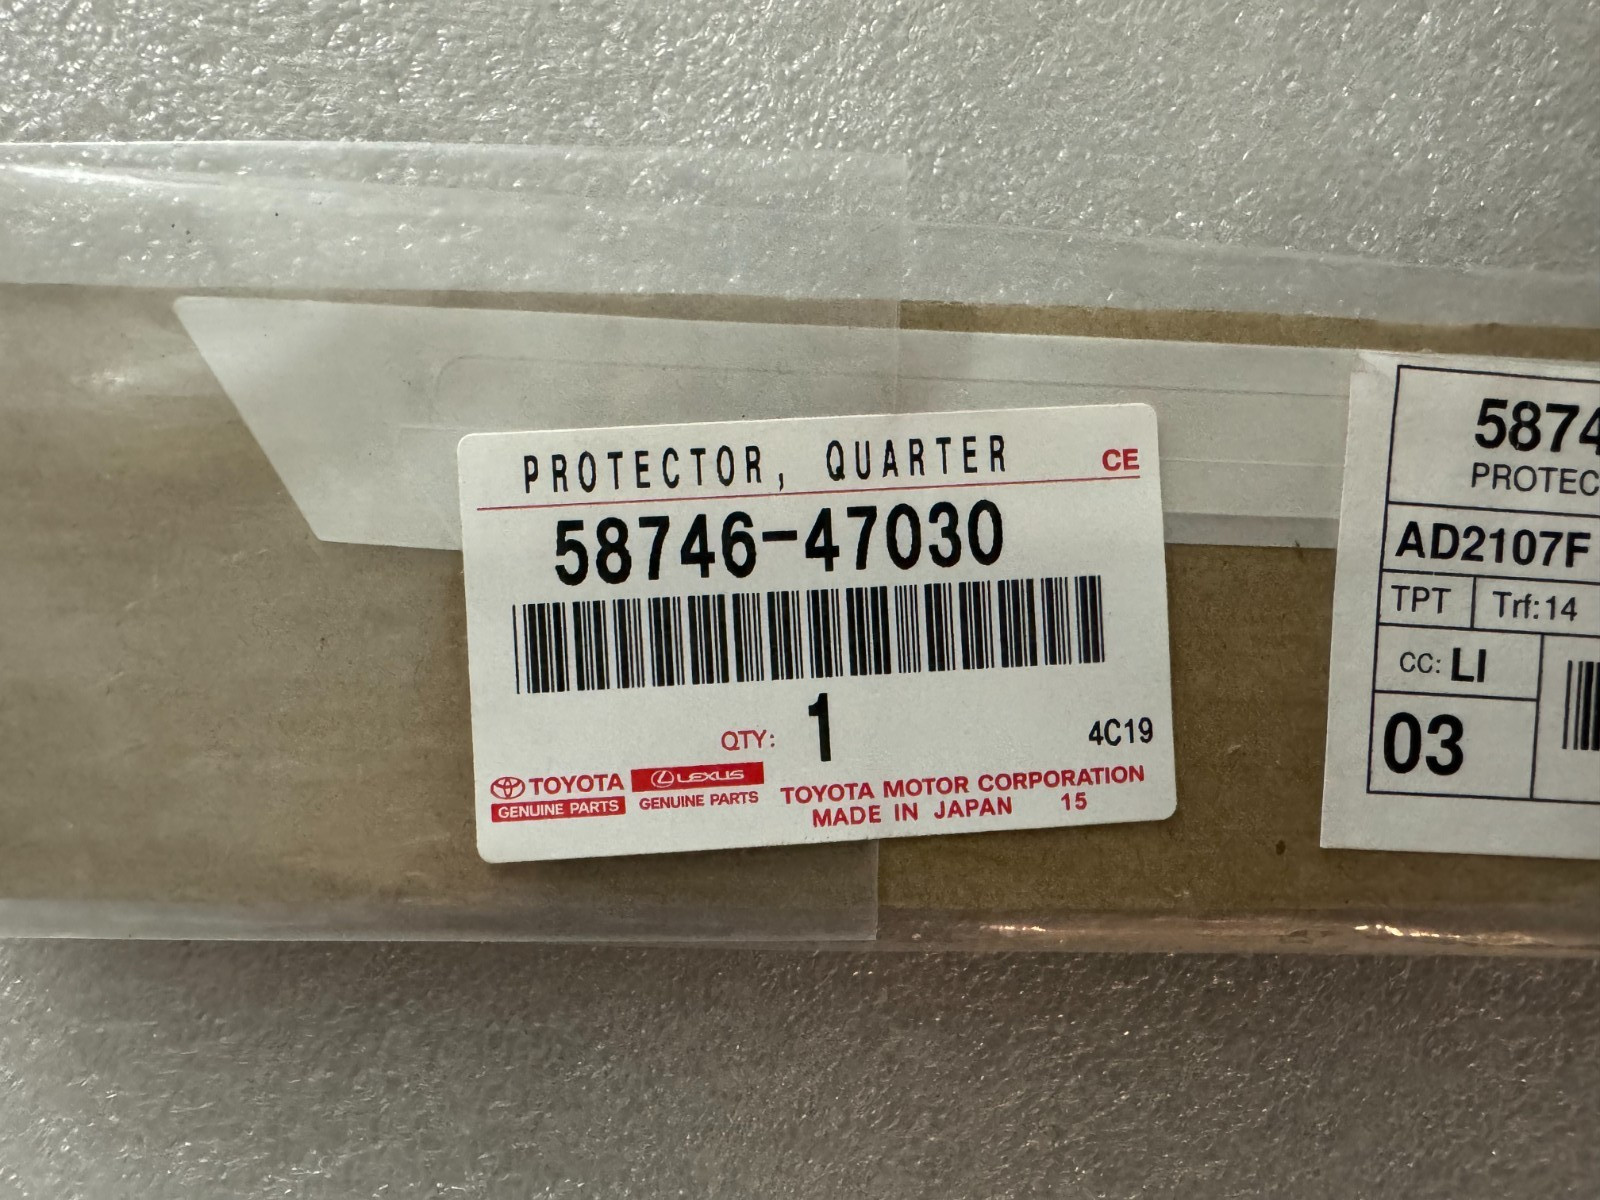 PROTECTOR, QUARTER
CE
58746-47030
QTY: 1
4C19
TOYOTA
GENUINE PARTS
LEXUS
GENUINE PARTS
TOYOTA MOTOR CORPORATION
MADE IN JAPAN 15
5874
PROTEC
AD2107F
TPT Trf:14
CC: LI
03